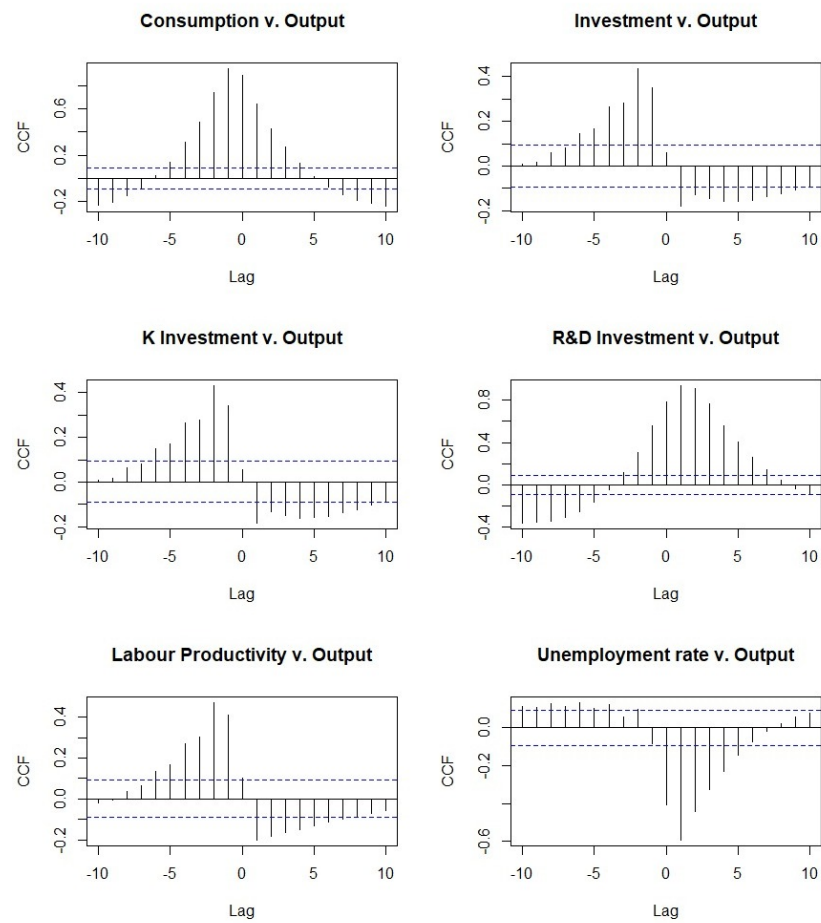 Consumption v. Output
CCF
0.6
0.2
-0.2
-10 -5 0 5 10
Lag
Investment v. Output
CCF
0.4
0.2
0.0
-0.2
-10 -5 0 5 10
Lag
K Investment v. Output
CCF
0.4
0.2
0.0
-0.2
-10 -5 0 5 10
Lag
R&D Investment v. Output
CCF
0.8
0.4
0.0
-0.4
-10 -5 0 5 10
Lag
Labour Productivity v. Output
CCF
0.4
0.2
0.0
-0.2
-10 -5 0 5 10
Lag
Unemployment rate v. Output
CCF
0.0
-0.2
-0.6
-10 -5 0 5 10
Lag